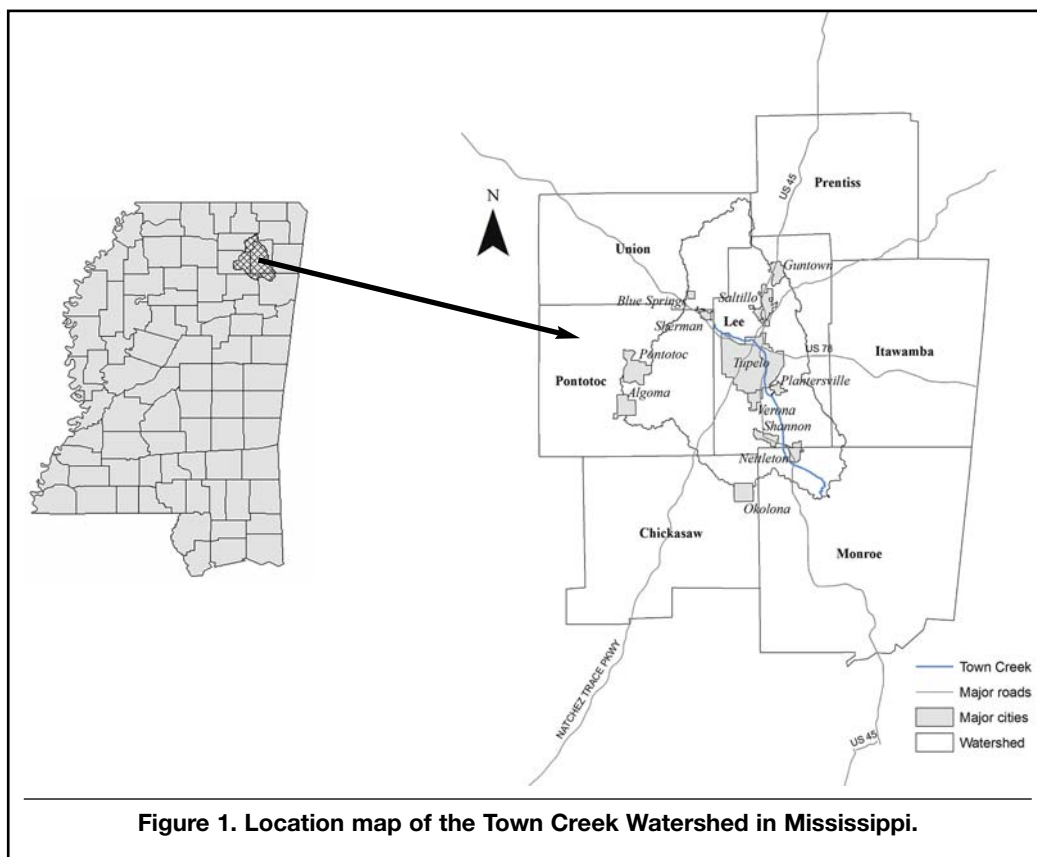 N
US 45
Prentiss
Union
Guntown
Blue Springs
Saltillo
Sherman
Lee
US 78
Itawamba
Pontotoc
Tupelo
Pontotoc
Plantersville
Algoma
Verona
Shannon
Nettleton
Okolona
Chickasaw
Monroe
NATCHEZ TRACE PKWY
US 45
Town Creek
Major roads
Major cities
Watershed
Figure 1. Location map of the Town Creek Watershed in Mississippi.